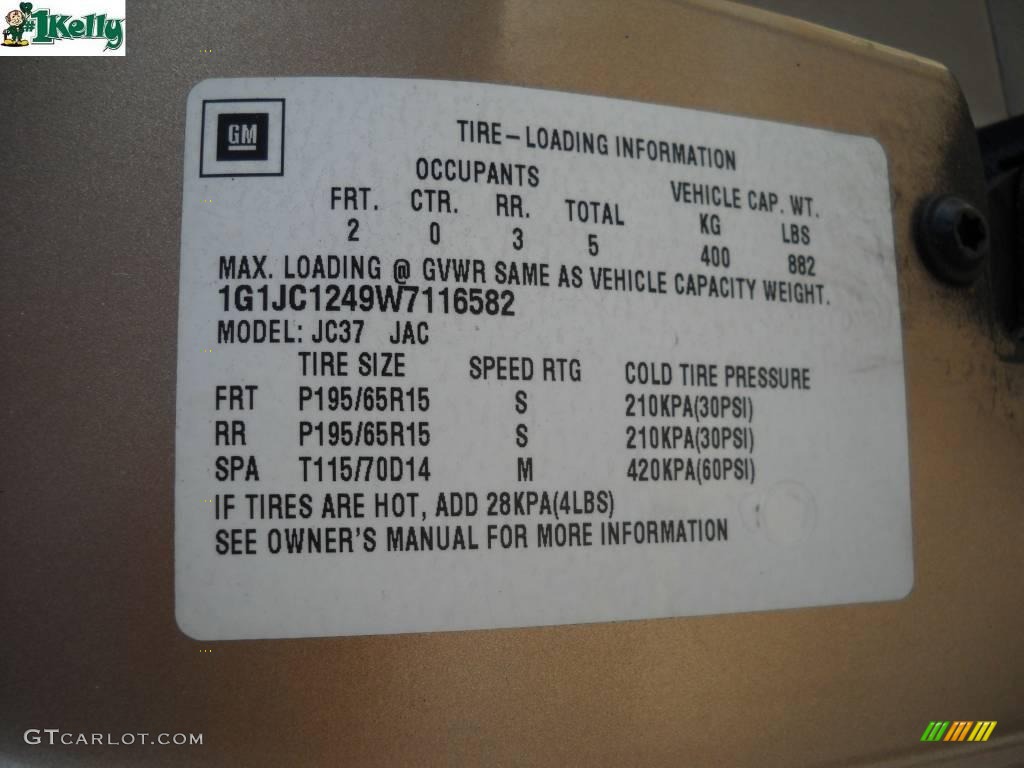 #1Kelly
GM
TIRE-LOADING INFORMATION
OCCUPANTS VEHICLE CAP. WT.
FRT. CTR. RR. TOTAL KG LBS
2 0 3 5 400 882
MAX. LOADING @ GVWR SAME AS VEHICLE CAPACITY WEIGHT.
1G1JC1249W7116582
MODEL: JC37 JAC
TIRE SIZE SPEED RTG COLD TIRE PRESSURE
FRT P195/65R15 S 210KPA(30PSI)
RR P195/65R15 S 210KPA(30PSI)
SPA T115/70D14 M 420KPA(60PSI)
IF TIRES ARE HOT, ADD 28KPA(4LBS)
SEE OWNER'S MANUAL FOR MORE INFORMATION
GTCARLOT.COM